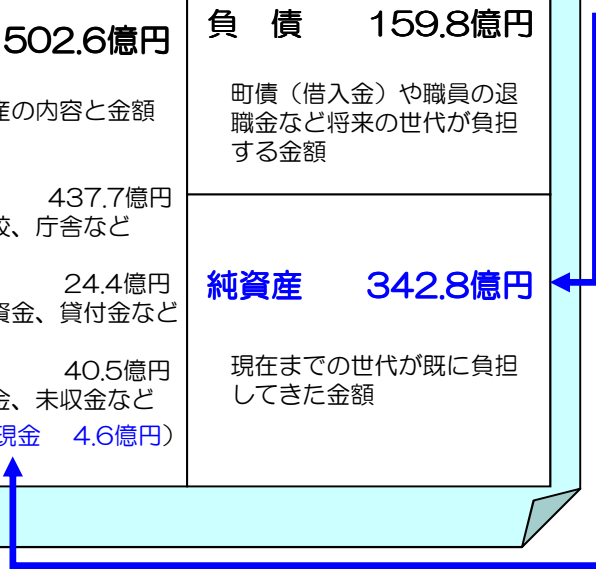 502.6億円
産の内容と金額
437.7億円
校、庁舎など
24.4億円
資金、貸付金など
40.5億円
金、未収金など
現金　4.6億円）
負　債　　159.8億円
町債（借入金）や職員の退
職金など将来の世代が負担
する金額
純資産　　342.8億円
現在までの世代が既に負担
してきた金額